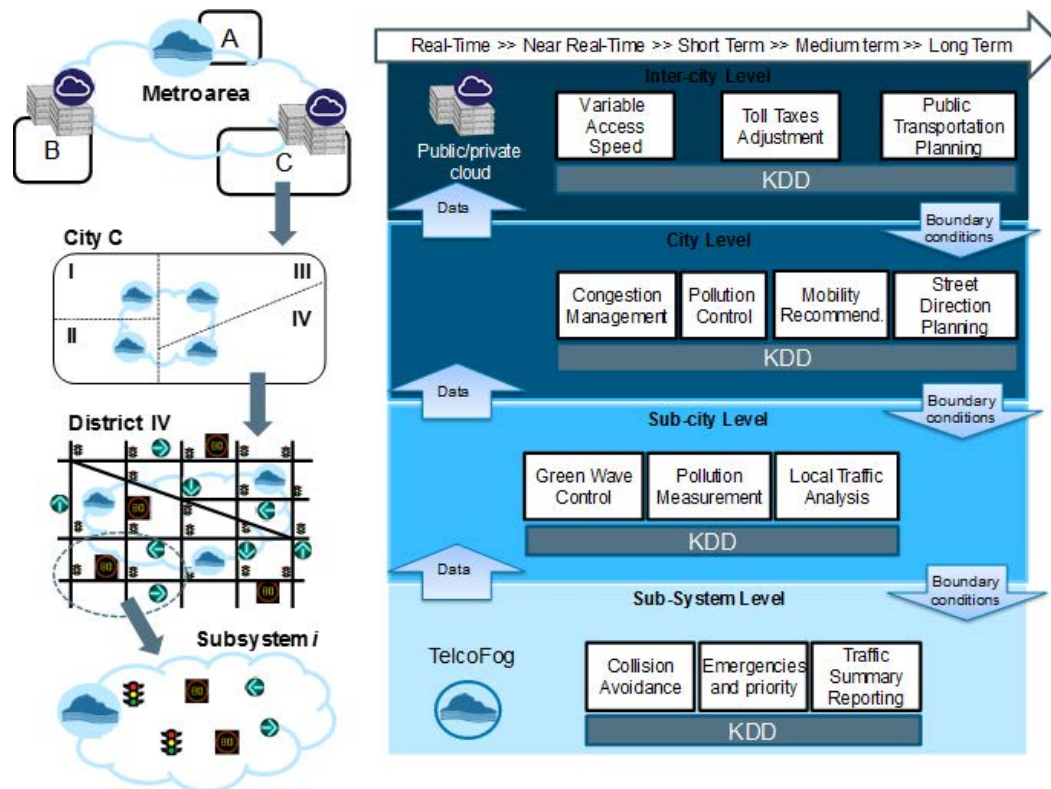 A
Metroarea
B
C
City C
I
III
II
IV
District IV
Subsystem i
Real-Time >> Near Real-Time >> Short Term >> Medium term >> Long Term
Inter-city Level
Public/private
cloud
Variable
Access
Speed
Toll Taxes
Adjustment
Public
Transportation
Planning
KDD
Data
Boundary
conditions
City Level
Congestion
Management
Pollution
Control
Mobility
Recommend.
Street
Direction
Planning
KDD
Data
Boundary
conditions
Sub-city Level
Green Wave
Control
Pollution
Measurement
Local Traffic
Analysis
KDD
Data
Boundary
conditions
Sub-System Level
TelcoFog
Collision
Avoidance
Emergencies
and priority
Traffic
Summary
Reporting
KDD